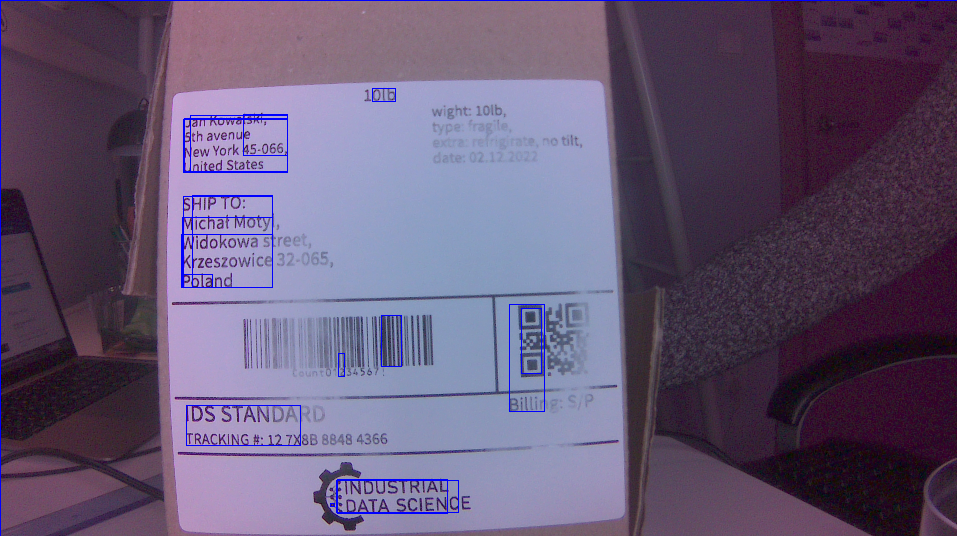 10lb
wight: 10lb,
type: fragile,
extra: refrigirate, no tilt,
date: 02.12.2022
Jan Kowalski,
5th avenue
New York 45-066,
United States
SHIP TO:
Michał Motyl,
Widokowa street,
Krzeszowice 32-065,
Poland
Billing: S/P
IDS STANDARD
TRACKING #: 12 7X8B 8848 4366
INDUSTRIAL
DATA SCIENCE